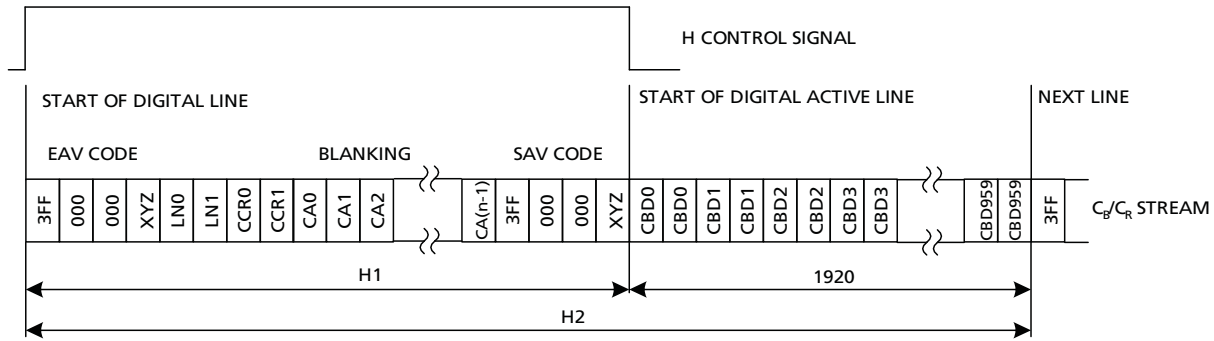 H CONTROL SIGNAL
START OF DIGITAL LINE
START OF DIGITAL ACTIVE LINE
NEXT LINE
EAV CODE
BLANKING
SAV CODE
3FF 000 000 XYZ LN0 LN1 CCR0 CCR1 CA0 CA1 CA2 CA(n-1) 3FF 000 000 XYZ CBD0 CBD0 CBD1 CBD1 CBD2 CBD2 CBD3 CBD3 CBD959 CBD959 3FF
CB/CR STREAM
H1
1920
H2